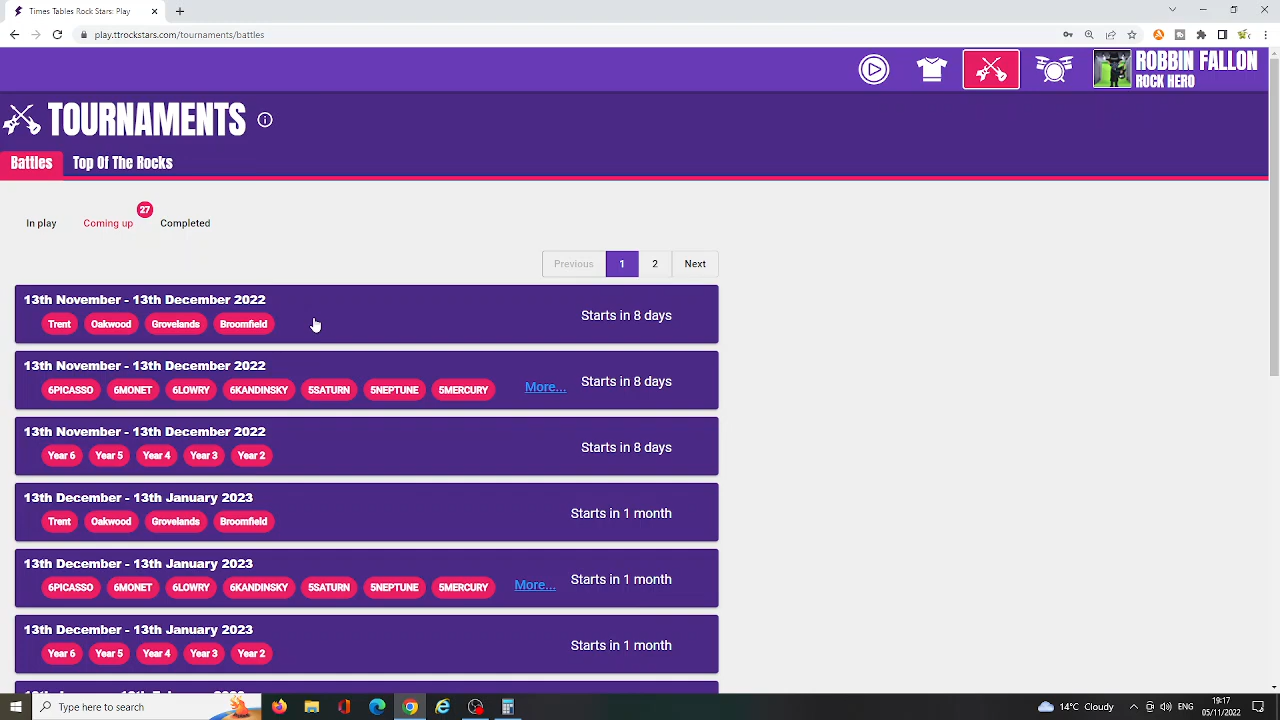 Times Tables Rock Stars: Play
play.ttrockstars.com/tournaments/battles
ROBBIN FALLON
ROCK HERO
TOURNAMENTS
Battles Top Of The Rocks
27
In play Coming up Completed
Previous 1 2 Next
13th November - 13th December 2022
Trent Oakwood Grovelands Broomfield Starts in 8 days
13th November - 13th December 2022
6PICASSO 6MONET 6LOWRY 6KANDINSKY 5SATURN 5NEPTUNE 5MERCURY More... Starts in 8 days
13th November - 13th December 2022
Year 6 Year 5 Year 4 Year 3 Year 2 Starts in 8 days
13th December - 13th January 2023
Trent Oakwood Grovelands Broomfield Starts in 1 month
13th December - 13th January 2023
6PICASSO 6MONET 6LOWRY 6KANDINSKY 5SATURN 5NEPTUNE 5MERCURY More... Starts in 1 month
13th December - 13th January 2023
Year 6 Year 5 Year 4 Year 3 Year 2 Starts in 1 month
Type here to search
14°C Cloudy ENG 19:17
05/11/2022